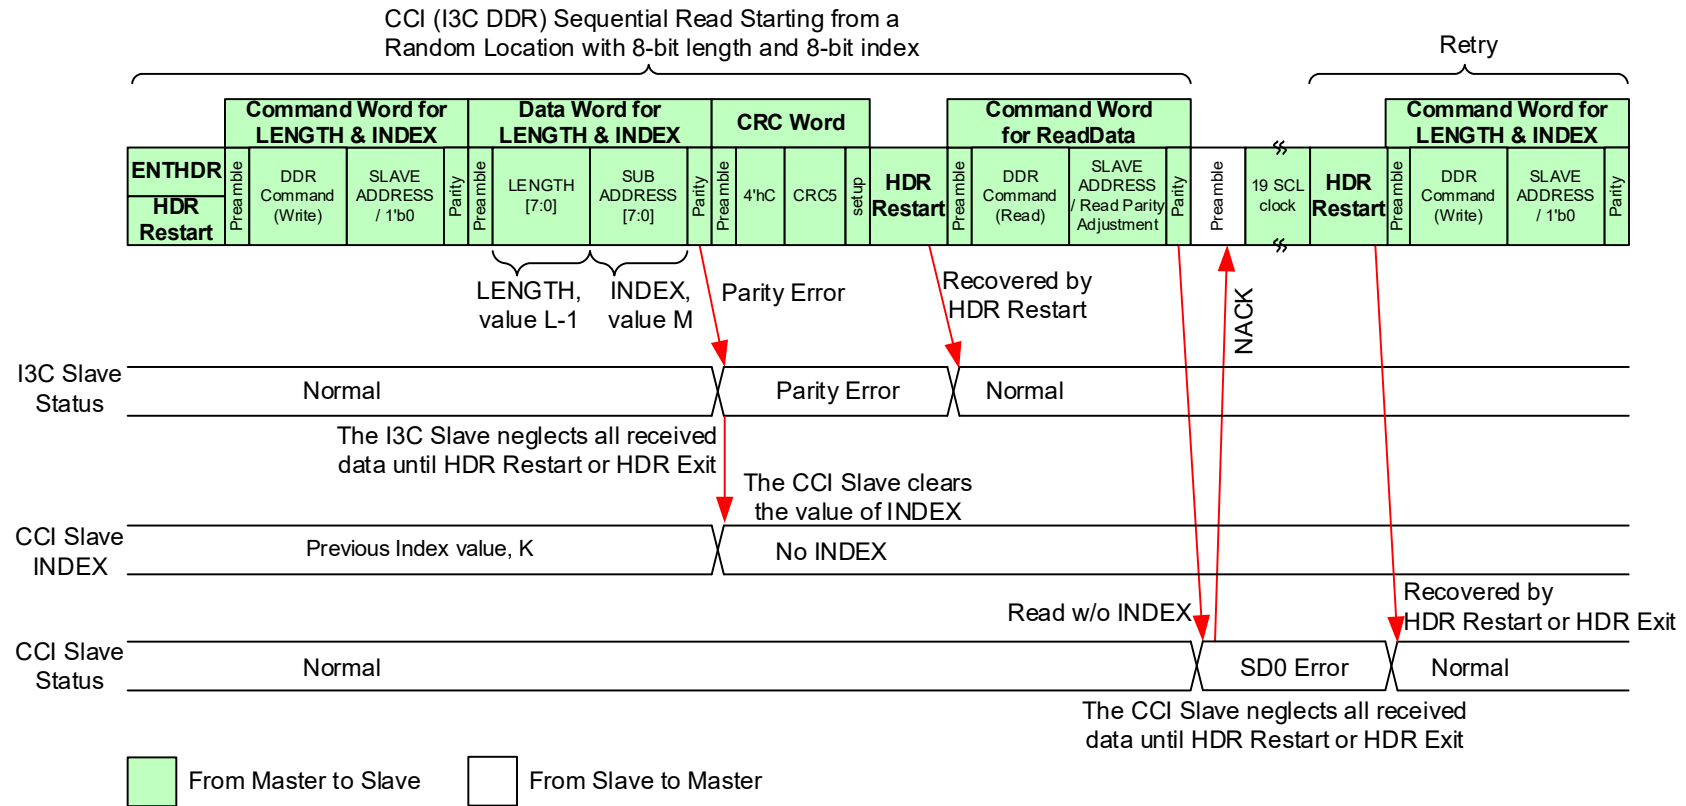 CCI (I3C DDR) Sequential Read Starting from a
Random Location with 8-bit length and 8-bit index
Retry
Command Word for
LENGTH & INDEX
Data Word for
LENGTH & INDEX
CRC Word
Command Word
for ReadData
Command Word for
LENGTH & INDEX
ENTHDR
HDR
Restart
Preamble
DDR
Command
(Write)
SLAVE
ADDRESS
/ 1'b0
Parity
Preamble
LENGTH
[7:0]
SUB
ADDRESS
[7:0]
Parity
Preamble
4'hC
CRC5
setup
HDR
Restart
Preamble
DDR
Command
(Read)
SLAVE
ADDRESS
/ Read Parity
Adjustment
Parity
Preamble
19 SCL
clock
HDR
Restart
Preamble
DDR
Command
(Write)
SLAVE
ADDRESS
/ 1'b0
Parity
LENGTH,
value L-1
INDEX,
value M
Parity Error
Recovered by
HDR Restart
NACK
I3C Slave
Status
Normal
Parity Error
Normal
The I3C Slave neglects all received
data until HDR Restart or HDR Exit
The CCI Slave clears
the value of INDEX
CCI Slave
INDEX
Previous Index value, K
No INDEX
Read w/o INDEX
Recovered by
HDR Restart or HDR Exit
CCI Slave
Status
Normal
SD0 Error
Normal
The CCI Slave neglects all received
data until HDR Restart or HDR Exit
From Master to Slave
From Slave to Master